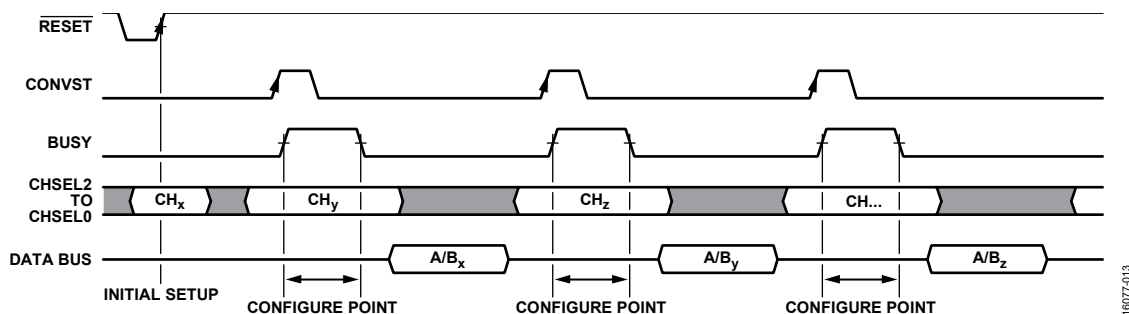 RESET
CONVST
BUSY
CHSEL2
TO
CHSEL0
CHx
CHy
CHz
CH...
DATA BUS
A/Bx
A/By
A/Bz
INITIAL SETUP
CONFIGURE POINT
CONFIGURE POINT
CONFIGURE POINT
16077-013